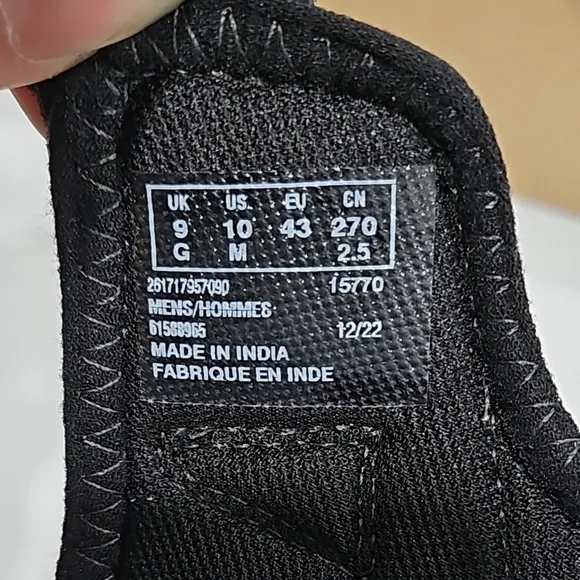 UK US. EU CN
9 10 43 270
G M 2.5
261717957090 15770
MENS/HOMMES
61588965 12/22
MADE IN INDIA
FABRIQUE EN INDE